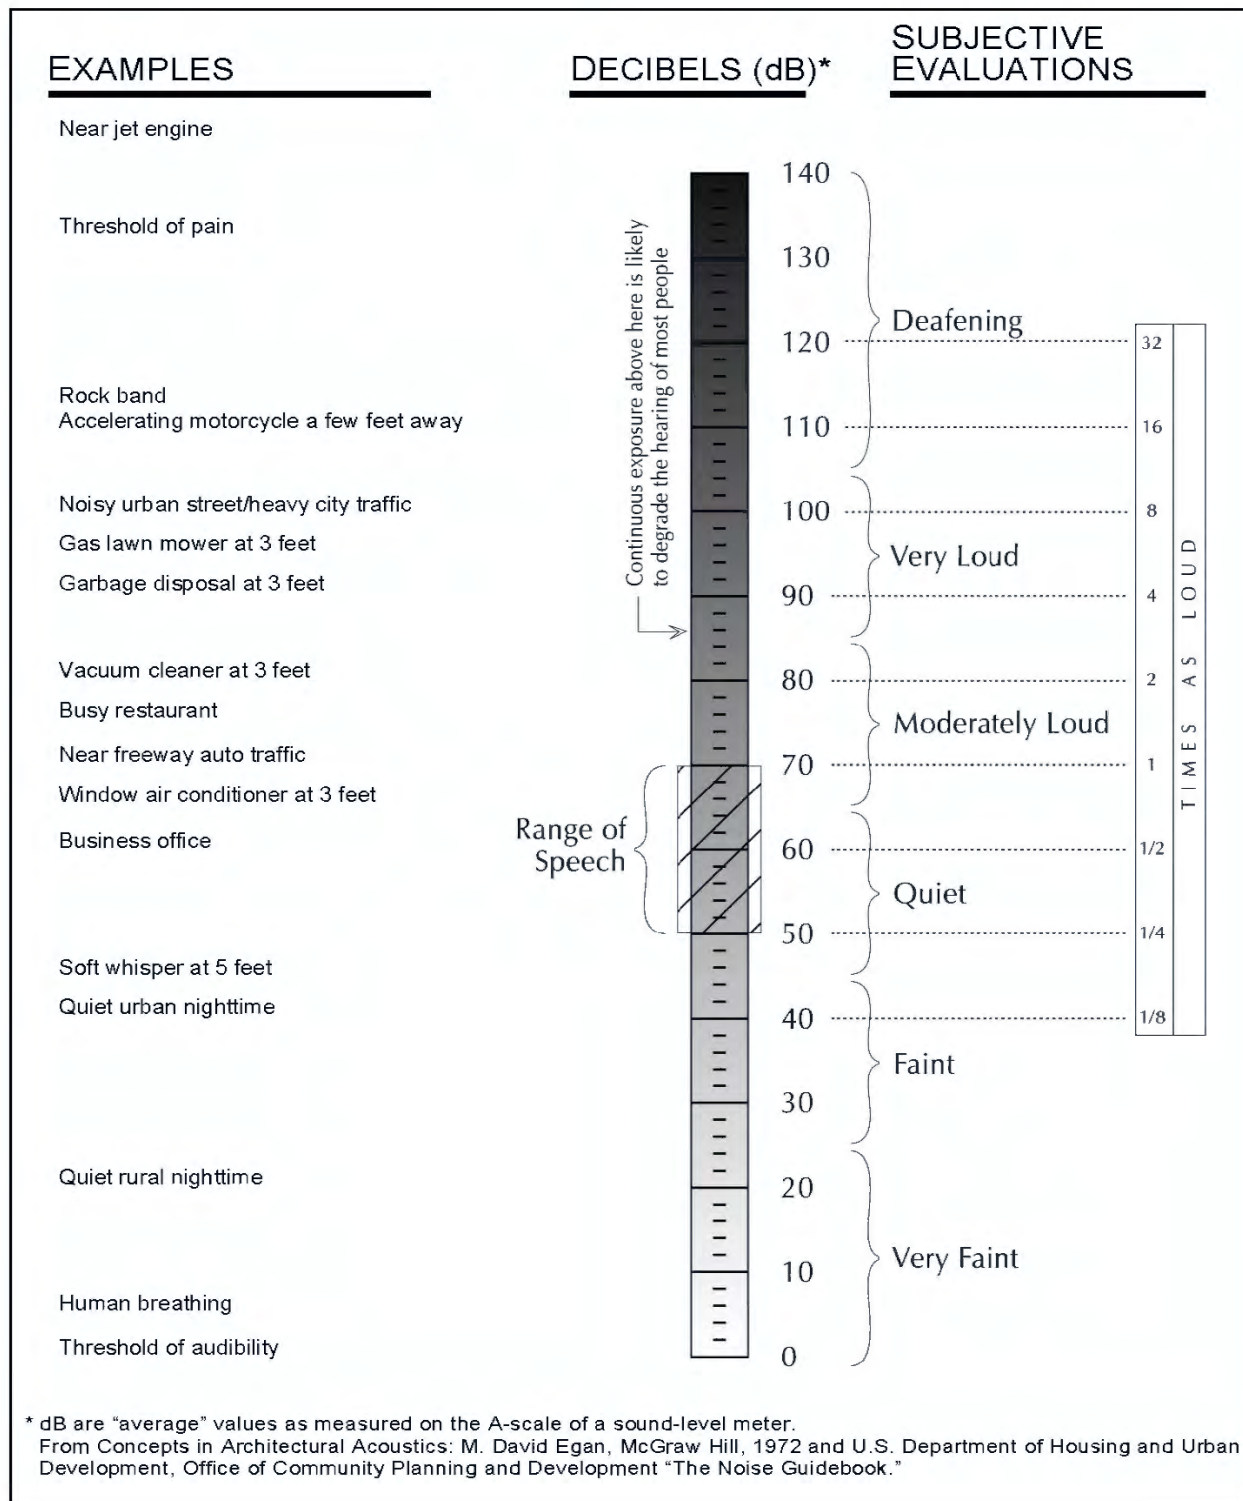 EXAMPLES
DECIBELS (dB)*
SUBJECTIVE
EVALUATIONS
Near jet engine
Threshold of pain
Rock band
Accelerating motorcycle a few feet away
Noisy urban street/heavy city traffic
Gas lawn mower at 3 feet
Garbage disposal at 3 feet
Vacuum cleaner at 3 feet
Busy restaurant
Near freeway auto traffic
Window air conditioner at 3 feet
Business office
Soft whisper at 5 feet
Quiet urban nighttime
Quiet rural nighttime
Human breathing
Threshold of audibility
Continuous exposure above here is likely
to degrade the hearing of most people
Range of
Speech
140
130
120
110
100
90
80
70
60
50
40
30
20
10
0
Deafening
Very Loud
Moderately Loud
Quiet
Faint
Very Faint
32
16
8
4
2
1
1/2
1/4
1/8
TIMES AS LOUD
* dB are “average” values as measured on the A-scale of a sound-level meter.
From Concepts in Architectural Acoustics: M. David Egan, McGraw Hill, 1972 and U.S. Department of Housing and Urban
Development, Office of Community Planning and Development “The Noise Guidebook.”